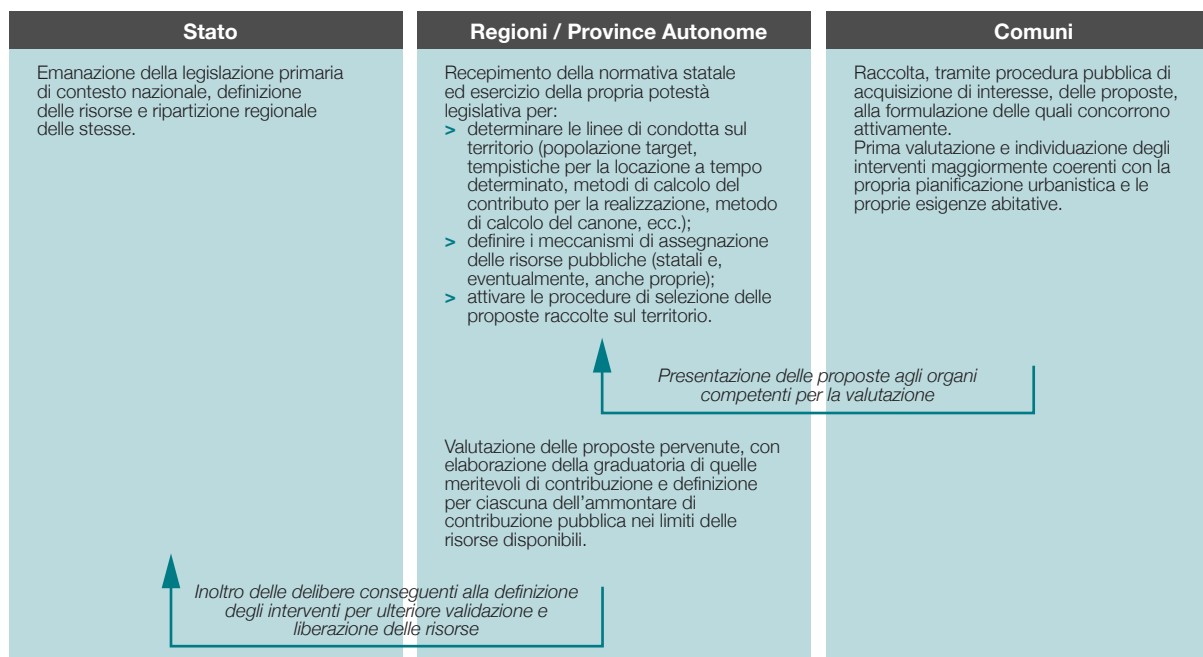 Stato
Emanazione della legislazione primaria
di contesto nazionale, definizione
delle risorse e ripartizione regionale
delle stesse.
Regioni / Province Autonome
Recepimento della normativa statale
ed esercizio della propria potestà
legislativa per:
> determinare le linee di condotta sul
territorio (popolazione target,
tempistiche per la locazione a tempo
determinato, metodi di calcolo del
contributo per la realizzazione, metodo
di calcolo del canone, ecc.);
> definire i meccanismi di assegnazione
delle risorse pubbliche (statali e,
eventualmente, anche proprie);
> attivare le procedure di selezione delle
proposte raccolte sul territorio.
Comuni
Raccolta, tramite procedura pubblica di
acquisizione di interesse, delle proposte,
alla formulazione delle quali concorrono
attivamente.
Prima valutazione e individuazione degli
interventi maggiormente coerenti con la
propria pianificazione urbanistica e le
proprie esigenze abitative.
Presentazione delle proposte agli organi
competenti per la valutazione
Valutazione delle proposte pervenute, con
elaborazione della graduatoria di quelle
meritevoli di contribuzione e definizione
per ciascuna dell'ammontare di
contribuzione pubblica nei limiti delle
risorse disponibili.
Inoltro delle delibere conseguenti alla definizione
degli interventi per ulteriore validazione e
liberazione delle risorse